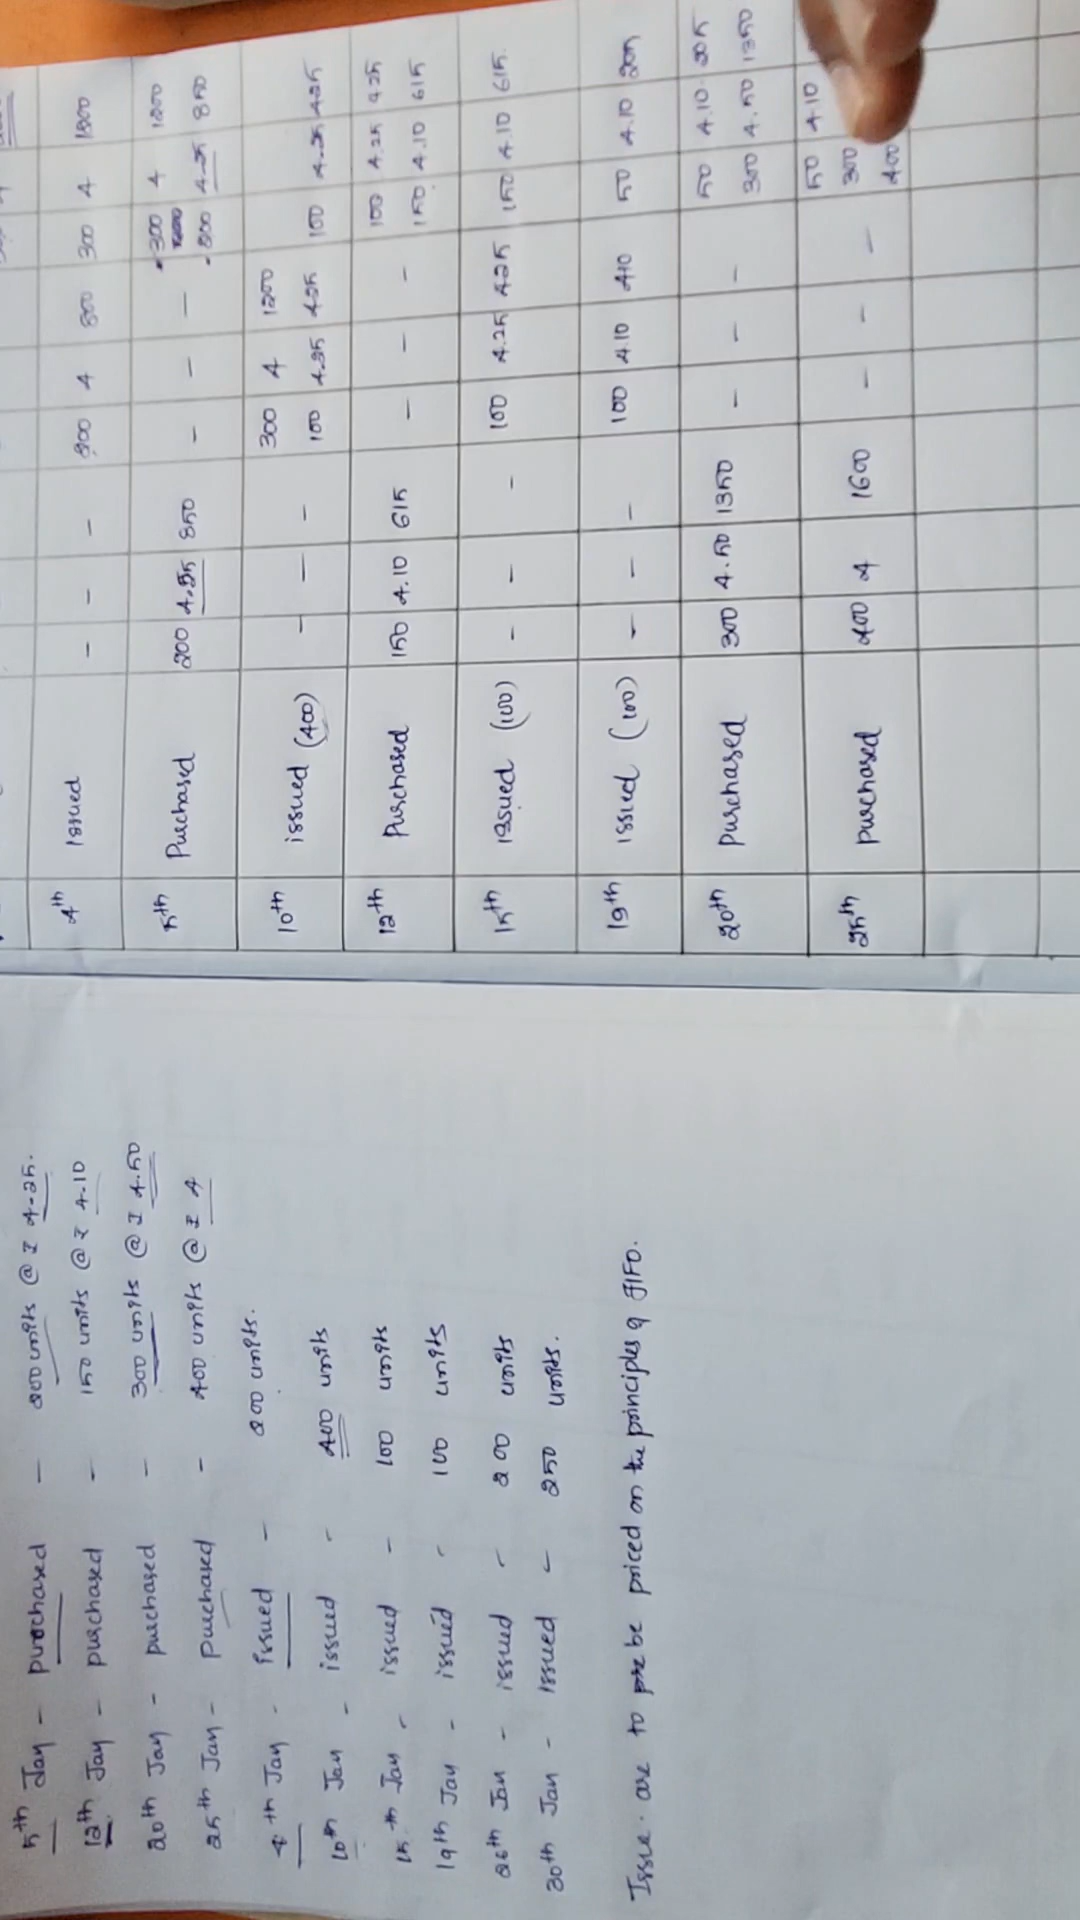 5th Jan - purchased - 200 units @ ₹ 4.25.
12th Jan - purchased - 150 units @ ₹ 4.10
20th Jan - purchased - 300 units @ ₹ 4.50
25th Jan - purchased - 400 units @ ₹ 4
4th Jan - issued - 200 units.
10th Jan - issued - 400 units
15th Jan - issued - 100 units
19th Jan - issued - 100 units
26th Jan - issued - 200 units
30th Jan - issued - 250 units.
Issue are to be priced on the principles of FIFO.
4th Issued - - - 200 4 800 300 4 1200
5th Purchased 200 4.25 850 - - - 300 4 1200
200 4.25 850
10th issued (400) - - - 300 4 1200
100 4.25 425 100 4.25 425
12th Purchased 150 4.10 615 - - - 100 4.25 425
150 4.10 615
15th issued (100) - - - 100 4.25 425 150 4.10 615
19th issued (100) - - - 100 4.10 410 50 4.10 205
20th purchased 300 4.50 1350 - - - 50 4.10 205
300 4.50 1350
25th purchased 400 4 1600 - - - 50 4.10
300
400